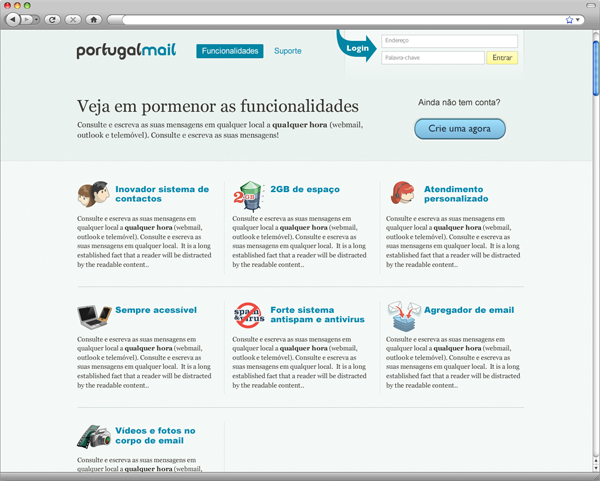 portugalmail
Funcionalidades
Suporte
Login
Endereço
Palavra-chave
Entrar
Veja em pormenor as funcionalidades
Consulte e escreva as suas mensagens em qualquer local a qualquer hora (webmail,
outlook e telemóvel). Consulte e escreva as suas mensagens!
Ainda não tem conta?
Crie uma agora
Inovador sistema de
contactos
Consulte e escreva as suas mensagens em
qualquer local a qualquer hora (webmail,
outlook e telemóvel). Consulte e escreva as
suas mensagens em qualquer local. It is a long
established fact that a reader will be distracted
by the readable content..
2GB
2GB de espaço
Consulte e escreva as suas mensagens em
qualquer local a qualquer hora (webmail,
outlook e telemóvel). Consulte e escreva as
suas mensagens em qualquer local. It is a long
established fact that a reader will be distracted
by the readable content..
Atendimento
personalizado
Consulte e escreva as suas mensagens em
qualquer local a qualquer hora (webmail,
outlook e telemóvel). Consulte e escreva as
suas mensagens em qualquer local. It is a long
established fact that a reader will be distracted
by the readable content..
Sempre acessível
Consulte e escreva as suas mensagens em
qualquer local a qualquer hora (webmail,
outlook e telemóvel). Consulte e escreva as
suas mensagens em qualquer local. It is a long
established fact that a reader will be distracted
by the readable content..
spam
&virus
Forte sistema
antispam e antivirus
Consulte e escreva as suas mensagens em
qualquer local a qualquer hora (webmail,
outlook e telemóvel). Consulte e escreva as
suas mensagens em qualquer local. It is a long
established fact that a reader will be distracted
by the readable content..
Agregador de email
Consulte e escreva as suas mensagens em
qualquer local a qualquer hora (webmail,
outlook e telemóvel). Consulte e escreva as
suas mensagens em qualquer local. It is a long
established fact that a reader will be distracted
by the readable content..
Vídeos e fotos no
corpo de email
Consulte e escreva as suas mensagens em
qualquer local a qualquer hora (webmail,